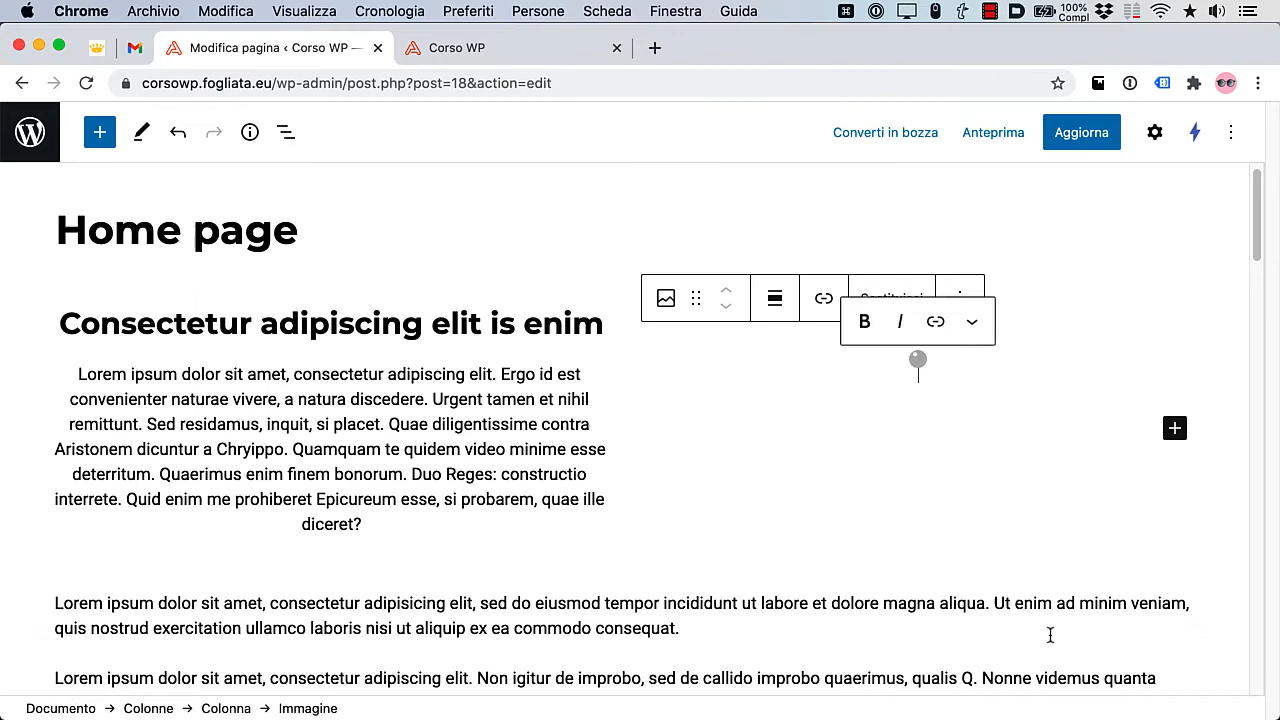 Chrome Archivio Modifica Visualizza Cronologia Preferiti Persone Scheda Finestra Guida 100% Compl
Modifica pagina ‹ Corso WP —
Corso WP
corsowp.fogliata.eu/wp-admin/post.php?post=18&action=edit
Converti in bozza Anteprima Aggiorna
Home page
Sostituisci
B I
Consectetur adipiscing elit is enim
Lorem ipsum dolor sit amet, consectetur adipiscing elit. Ergo id est
convenienter naturae vivere, a natura discedere. Urgent tamen et nihil
remittunt. Sed residamus, inquit, si placet. Quae diligentissime contra
Aristonem dicuntur a Chryippo. Quamquam te quidem video minime esse
deterritum. Quaerimus enim finem bonorum. Duo Reges: constructio
interrete. Quid enim me prohiberet Epicureum esse, si probarem, quae ille
diceret?
Lorem ipsum dolor sit amet, consectetur adipisicing elit, sed do eiusmod tempor incididunt ut labore et dolore magna aliqua. Ut enim ad minim veniam,
quis nostrud exercitation ullamco laboris nisi ut aliquip ex ea commodo consequat.
Lorem ipsum dolor sit amet, consectetur adipiscing elit. Non igitur de improbo, sed de callido improbo quaerimus, qualis Q. Nonne videmus quanta
Documento → Colonne → Colonna → Immagine